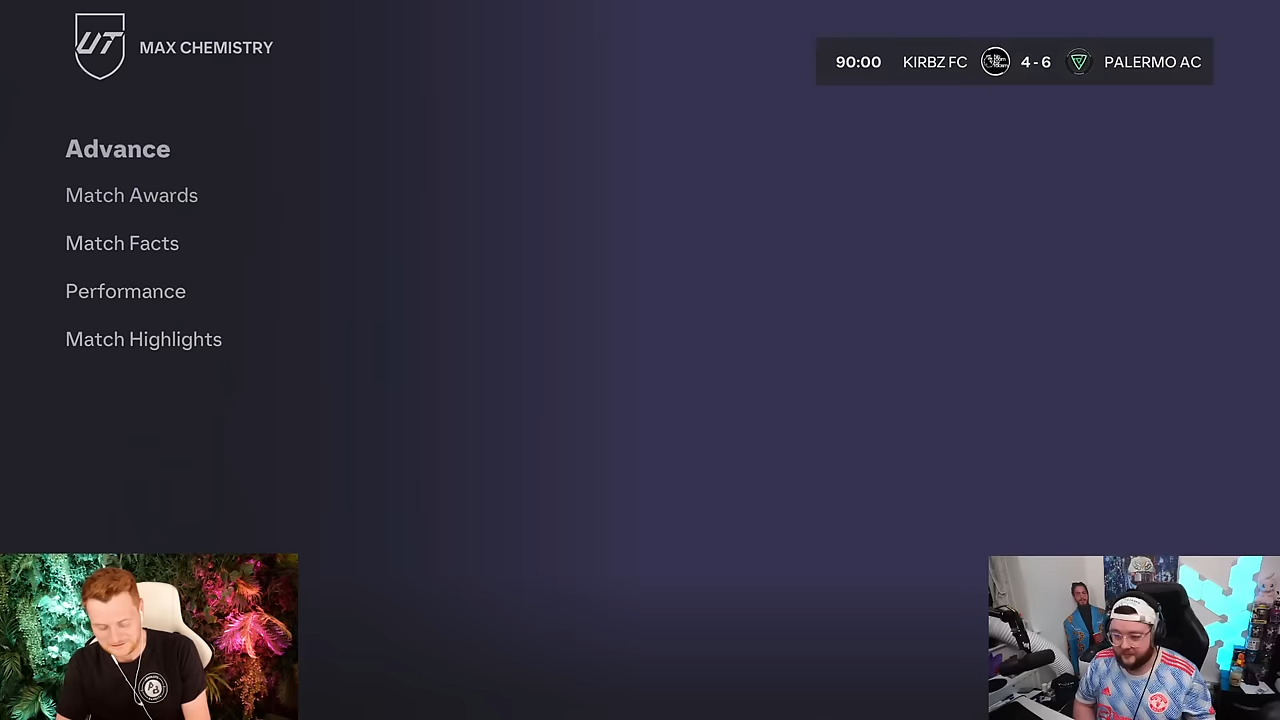 UT MAX CHEMISTRY
90:00 KIRBZ FC 4 - 6 PALERMO AC
Advance
Match Awards
Match Facts
Performance
Match Highlights